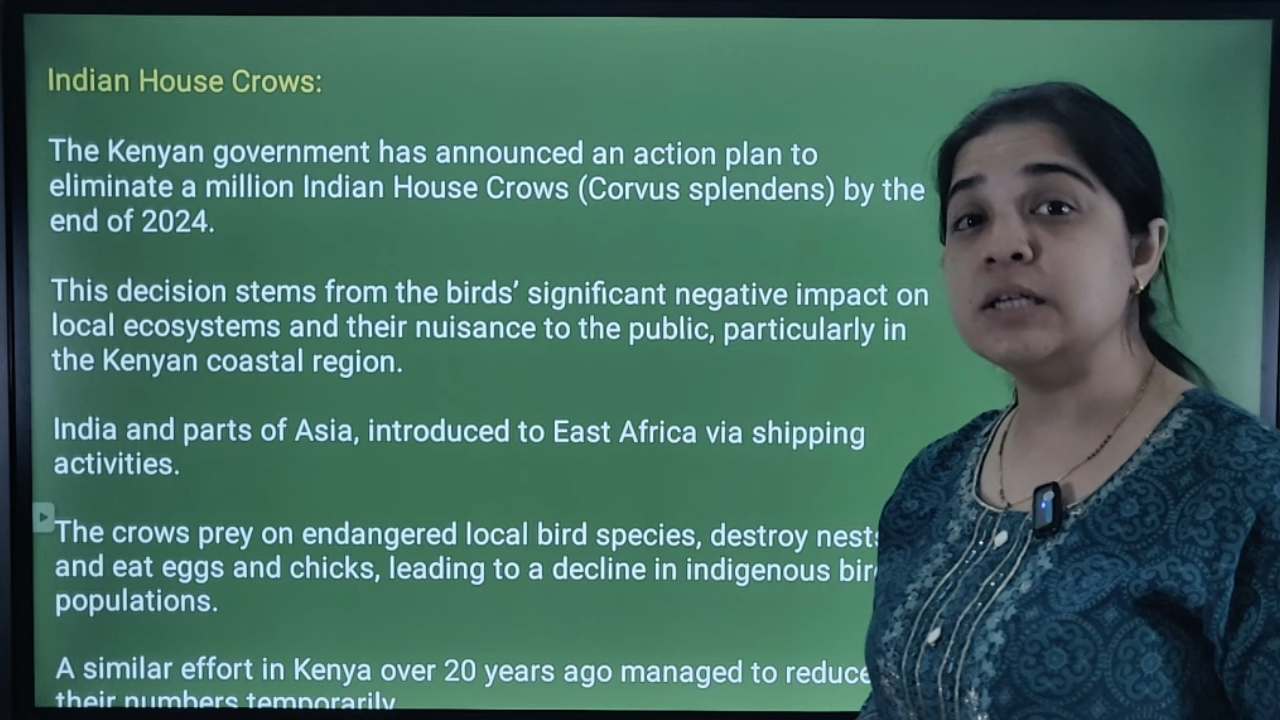 Indian House Crows:
The Kenyan government has announced an action plan to
eliminate a million Indian House Crows (Corvus splendens) by the
end of 2024.
This decision stems from the birds’ significant negative impact on
local ecosystems and their nuisance to the public, particularly in
the Kenyan coastal region.
India and parts of Asia, introduced to East Africa via shipping
activities.
The crows prey on endangered local bird species, destroy nests
and eat eggs and chicks, leading to a decline in indigenous bir
populations.
A similar effort in Kenya over 20 years ago managed to reduce
their numbers temporarily